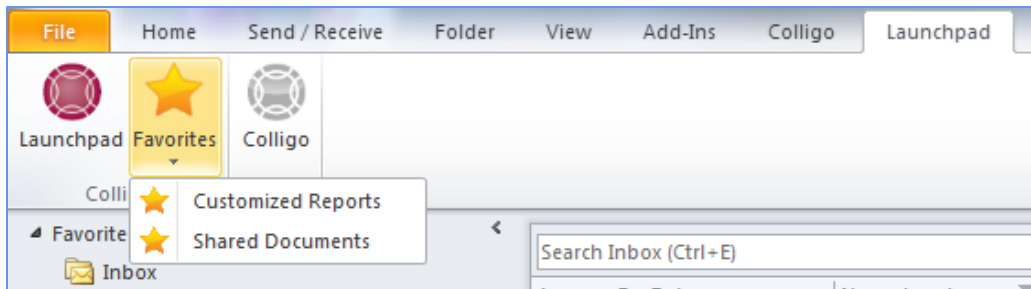 File Home Send / Receive Folder View Add-Ins Colligo Launchpad
Launchpad Favorites Colligo
Colli
Customized Reports
Shared Documents
Favorite
Inbox
Search Inbox (Ctrl+E)